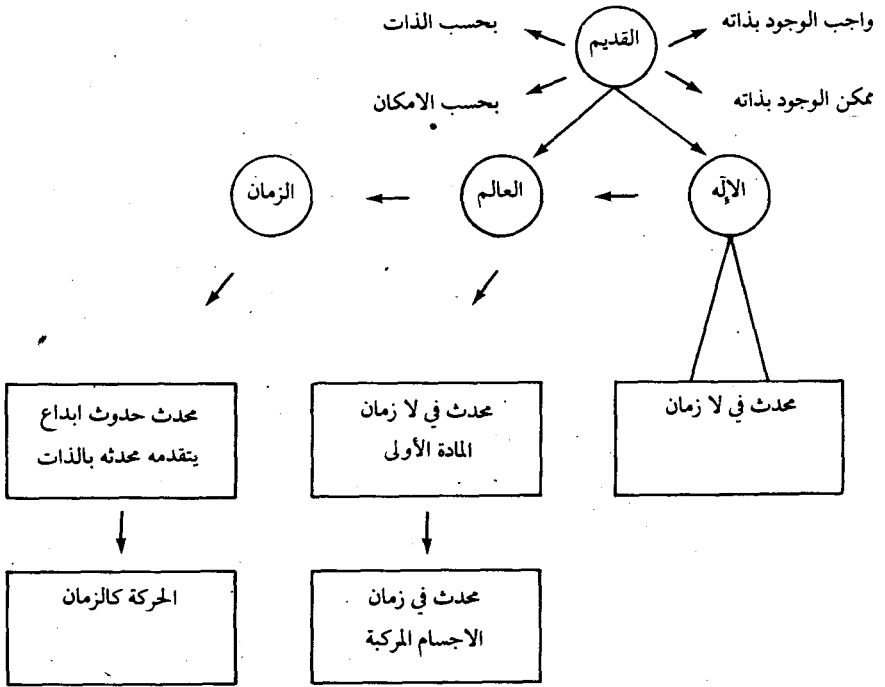 واجب الوجود بذاته
القديم
بحسب الذات
ممكن الوجود بذاته
بحسب الامكان
الإله
العالم
الزمان
محدث في لا زمان
محدث في لا زمان
المادة الأولى
محدث حدوث ابداع
يتقدمه محدثه بالذات
محدث في زمان
الاجسام المركبة
الحركة كالزمان